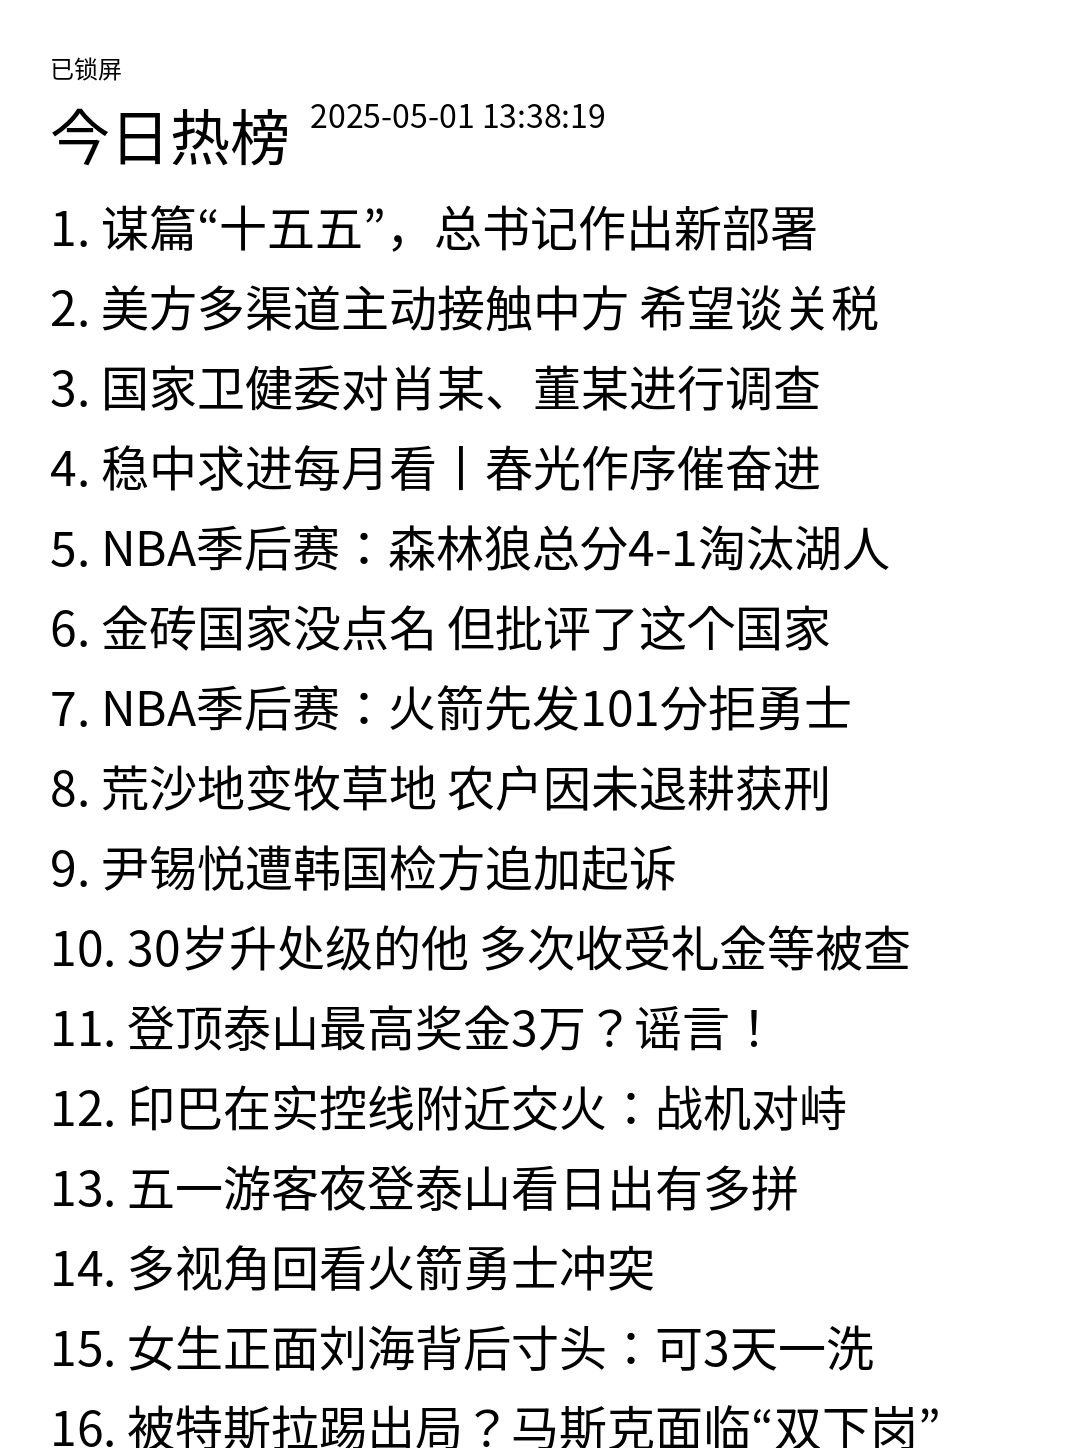 已锁屏
今日热榜 2025-05-01 13:38:19
1. 谋篇“十五五”，总书记作出新部署
2. 美方多渠道主动接触中方 希望谈关税
3. 国家卫健委对肖某、董某进行调查
4. 稳中求进每月看丨春光作序催奋进
5. NBA季后赛：森林狼总分4-1淘汰湖人
6. 金砖国家没点名 但批评了这个国家
7. NBA季后赛：火箭先发101分拒勇士
8. 荒沙地变牧草地 农户因未退耕获刑
9. 尹锡悦遭韩国检方追加起诉
10. 30岁升处级的他 多次收受礼金等被查
11. 登顶泰山最高奖金3万？谣言！
12. 印巴在实控线附近交火：战机对峙
13. 五一游客夜登泰山看日出有多拼
14. 多视角回看火箭勇士冲突
15. 女生正面刘海背后寸头：可3天一洗
16. 被特斯拉踢出局？马斯克面临“双下岗”